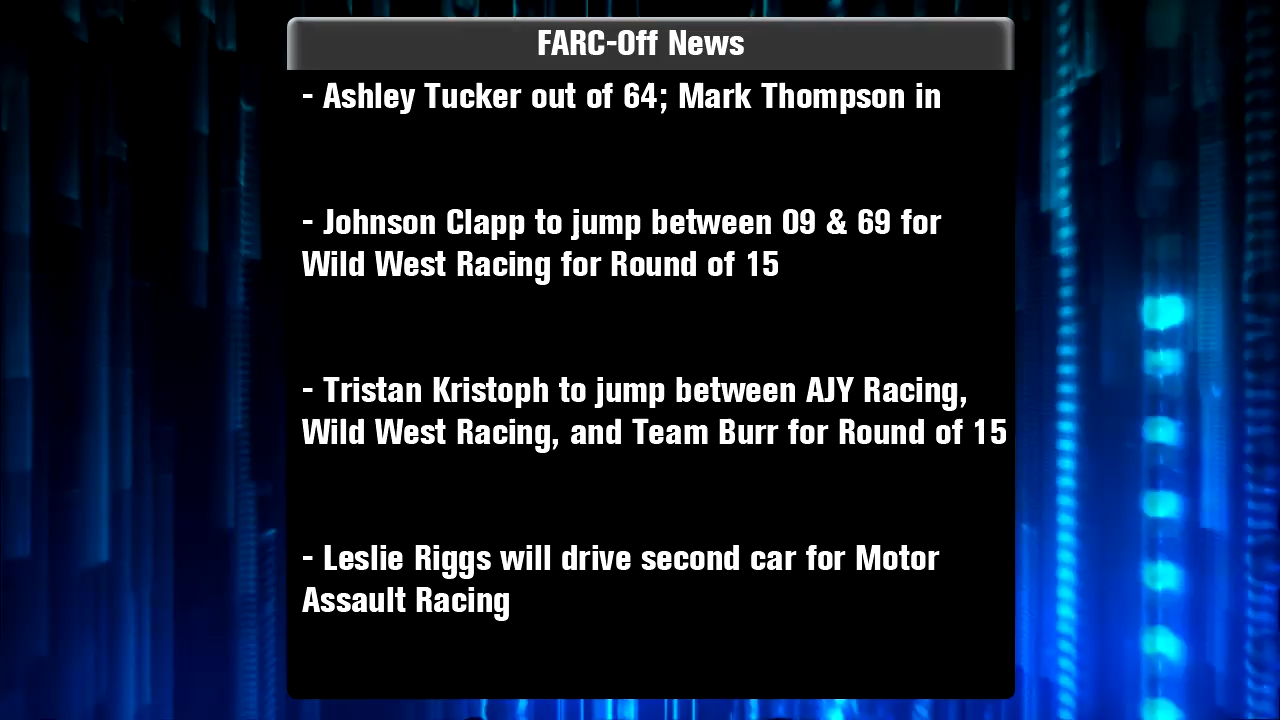 FARC-Off News
- Ashley Tucker out of 64; Mark Thompson in
- Johnson Clapp to jump between 09 & 69 for
Wild West Racing for Round of 15
- Tristan Kristoph to jump between AJY Racing,
Wild West Racing, and Team Burr for Round of 15
- Leslie Riggs will drive second car for Motor
Assault Racing